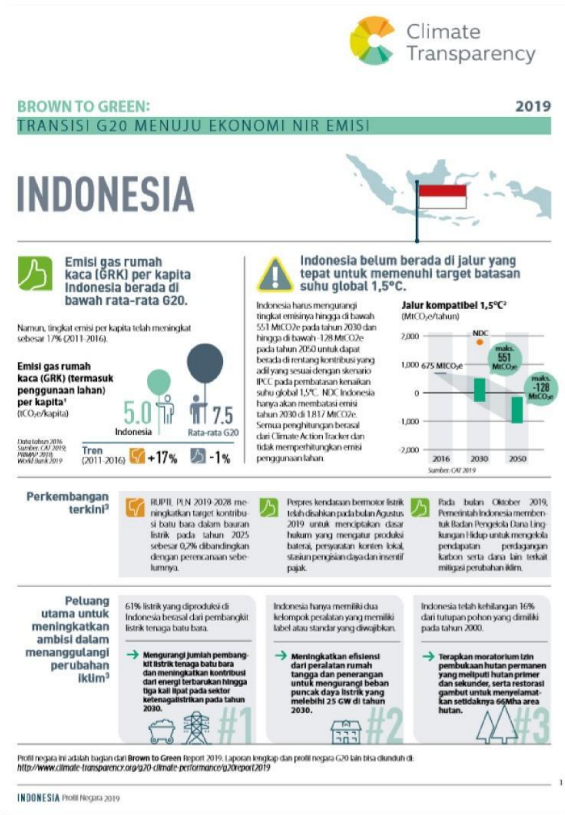 Climate
Transparency
BROWN TO GREEN:
2019
TRANSISI G20 MENUJU EKONOMI NIR EMISI
INDONESIA
Emisi gas rumah
kaca (GRK) per kapita
Indonesia berada di
bawah rata-rata G20.
Namun, tingkat emisi per kapita telah meningkat
sebesar 17% (2011-2016).
Emisi gas rumah
kaca (GRK) (termasuk
penggunaan lahan)
per kapita¹
(tCO₂e/kapita)
5.0
Indonesia
7.5
Rata-rata G20
Data tahun 2016
Sumber: CAT 2019;
PRIMAP 2018;
World Bank 2019
Tren
(2011-2016)
+17%
-1%
Indonesia belum berada di jalur yang
tepat untuk memenuhi target batasan
suhu global 1,5°C.
Indonesia harus mengurangi
tingkat emisinya hingga di bawah
551 MtCO2e pada tahun 2030 dan
hingga di bawah -128 MtCO2e
pada tahun 2050 untuk dapat
berada di rentang kontribusi yang
adil yang sesuai dengan skenario
IPCC pada pembatasan kenaikan
suhu global 1,5°C. NDC Indonesia
hanya akan membatasi emisi
tahun 2030 di 1.817 MtCO2e.
Semua penghitungan berasal
dari Climate Action Tracker dan
tidak memperhitungkan emisi
penggunaan lahan.
Jalur kompatibel 1,5°C²
(MtCO₂e/tahun)
2,000
NDC
maks.
551
MtCO₂e
1,000
675 MtCO₂e
maks.
-128
MtCO₂e
0
-1,000
-2,000
2016
2030
2050
Sumber: CAT 2019
Perkembangan
terkini³
RUPTL PLN 2019-2028 me-
ningkatkan target kontribu-
si batu bara dalam bauran
listrik pada tahun 2025
sebesar 0,2% dibandingkan
dengan perencanaan sebe-
lumnya.
Perpres kendaraan bermotor listrik
telah disahkan pada bulan Agustus
2019 untuk menciptakan dasar
hukum yang mengatur produksi
baterai, persyaratan konten lokal,
stasiun pengisian daya dan insentif
pajak.
Pada bulan Oktober 2019,
Pemerintah Indonesia memben-
tuk Badan Pengelola Dana Ling-
kungan Hidup untuk mengelola
pendapatan perdagangan
karbon serta dana lain terkait
mitigasi perubahan iklim.
Peluang
utama untuk
meningkatkan
ambisi dalam
menanggulangi
perubahan
iklim³
61% listrik yang diproduksi di
Indonesia berasal dari pembangkit
listrik tenaga batu bara.
Mengurangi jumlah pembang-
kit listrik tenaga batu bara
dan meningkatkan kontribusi
dari energi terbarukan hingga
tiga kali lipat pada sektor
ketenagalistrikan pada tahun
2030.
#1
Indonesia hanya memiliki dua
kelompok peralatan yang memiliki
label atau standar yang diwajibkan.
Meningkatkan efisiensi
dari peralatan rumah
tangga dan penerangan
untuk mengurangi beban
puncak daya listrik yang
melebihi 25 GW di tahun
2030.
#2
Indonesia telah kehilangan 16%
dari tutupan pohon yang dimiliki
pada tahun 2000.
Terapkan moratorium izin
pembukaan hutan permanen
yang meliputi hutan primer
dan sekunder, serta restorasi
gambut untuk menyelamat-
kan setidaknya 66Mha area
hutan.
#3
Profil negara ini adalah bagian dari Brown to Green Report 2019. Laporan lengkap dan profil negara G20 lain bisa diunduh di:
http://www.climate-transparency.org/g20-climate-performance/g20report2019
1
INDONESIA Profil Negara 2019